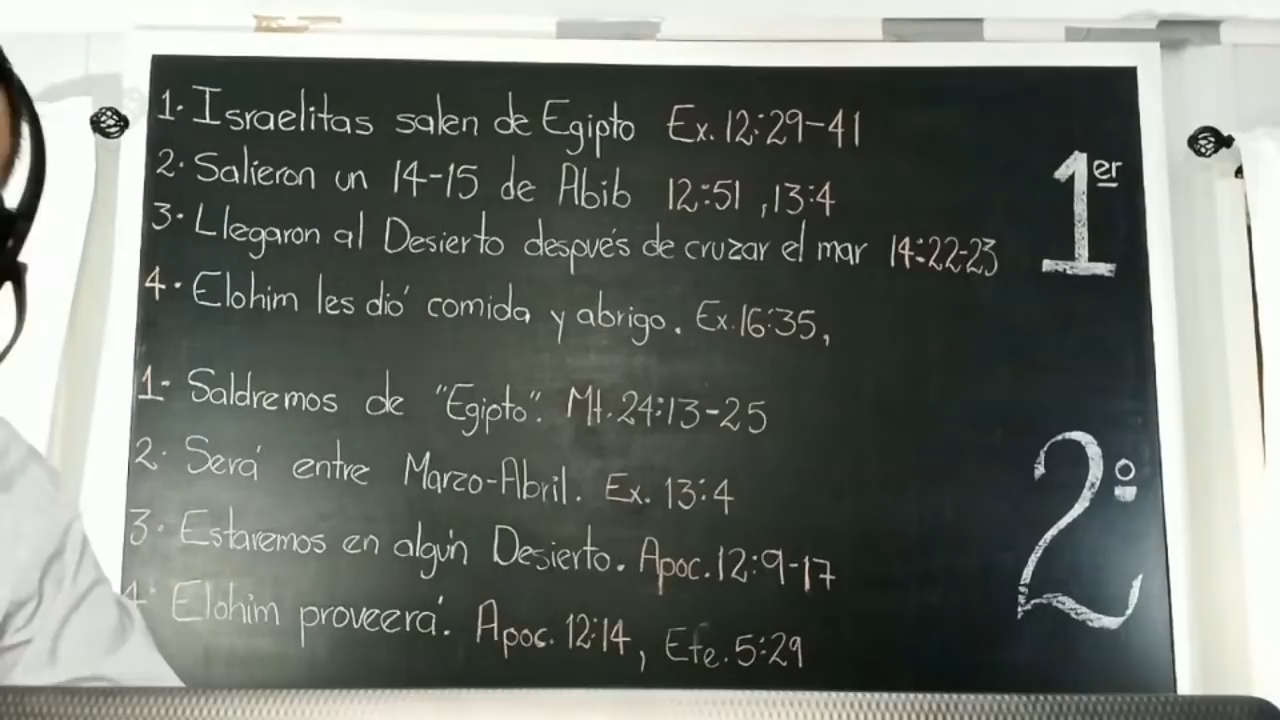 1. Israelitas salen de Egipto Ex. 12:29-41
2. Salieron un 14-15 de Abib 12:51 ,13:4
3. Llegaron al Desierto después de cruzar el mar 14:22-23
4. Elohim les dió comida y abrigo. Ex. 16:35,
1er
1- Saldremos de "Egipto". Mt. 24:13-25
2. Será entre Marzo-Abril. Ex. 13:4
3. Estaremos en algún Desierto. Apoc. 12:9-17
4. Elohim proveerá. Apoc. 12:14, Efe. 5:29
2º